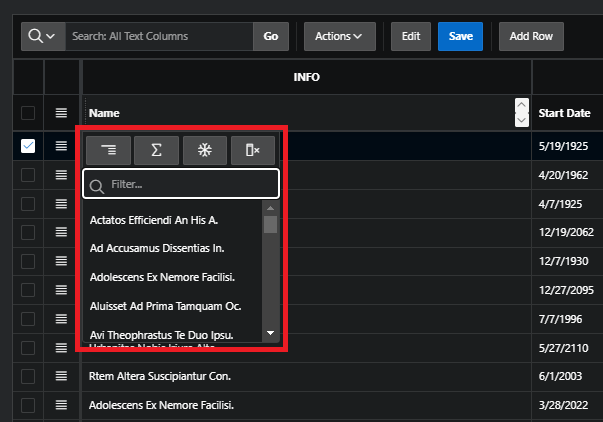 Search: All Text Columns Go Actions Edit Save Add Row
INFO
Name Start Date
5/19/1925
Filter... 4/20/1962
4/7/1925
Actatos Efficiendi An His A. 12/19/2062
Ad Accusamus Dissentias In. 12/7/1930
Adolescens Ex Nemore Facilisi. 12/27/2095
Aluisset Ad Prima Tamquam Oc. 7/7/1996
Avi Theophrastus Te Duo Ipsu. 5/27/2110
Rtem Altera Suscipiantur Con. 6/1/2003
Adolescens Ex Nemore Facilisi. 3/28/2022